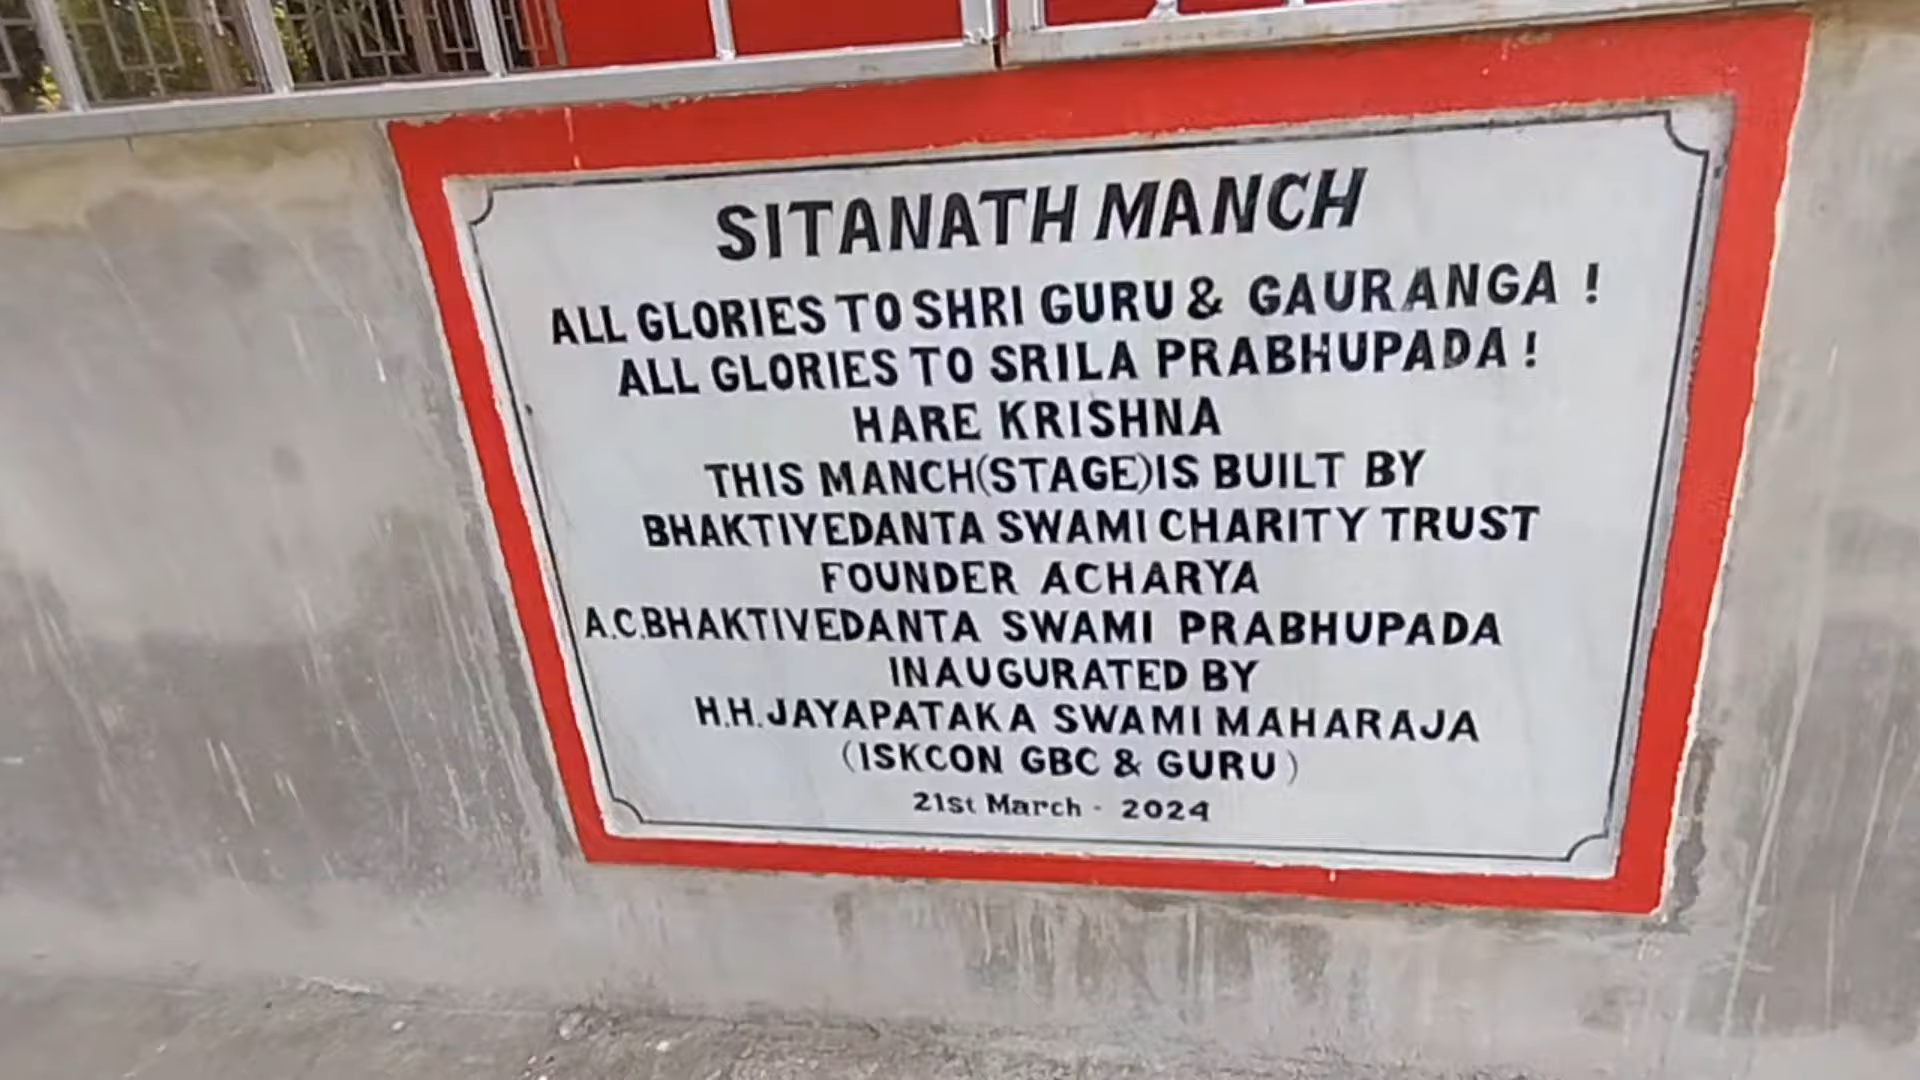 SITANATH MANCH
ALL GLORIES TO SHRI GURU & GAURANGA !
ALL GLORIES TO SRILA PRABHUPADA !
HARE KRISHNA
THIS MANCH(STAGE)IS BUILT BY
BHAKTIVEDANTA SWAMI CHARITY TRUST
FOUNDER ACHARYA
A.C.BHAKTIVEDANTA SWAMI PRABHUPADA
INAUGURATED BY
H.H.JAYAPATAKA SWAMI MAHARAJA
(ISKCON GBC & GURU)
21st March - 2024